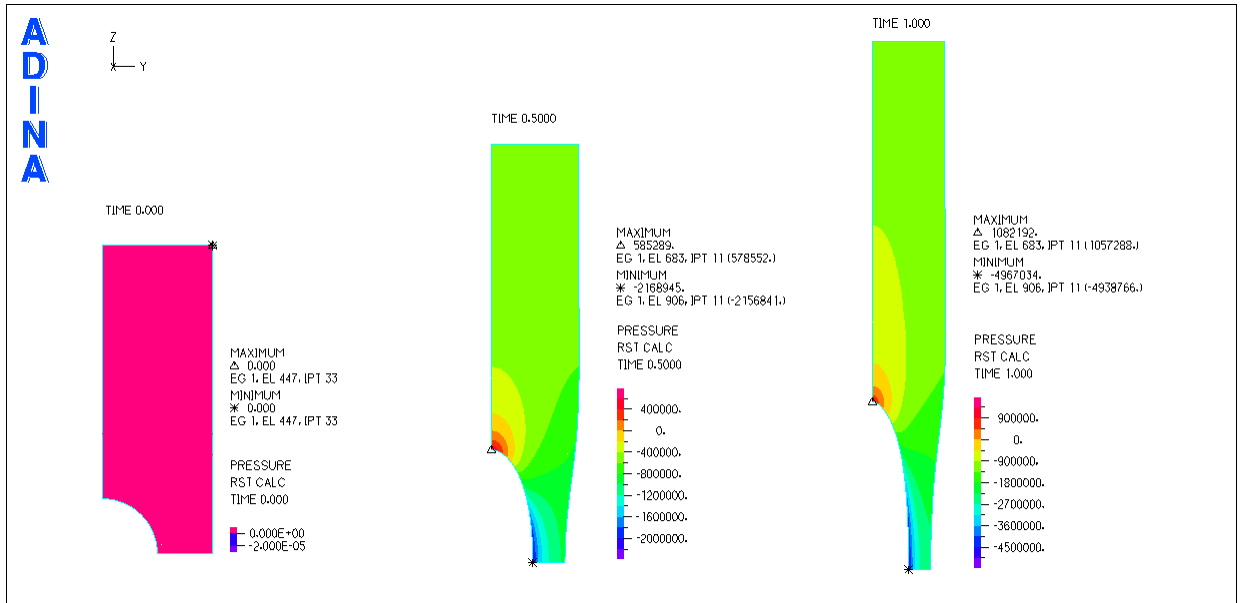 ADINA
Z
X
Y
TIME 0.000
MAXIMUM
△ 0.000
EG 1, EL 447, IPT 33
MINIMUM
✳ 0.000
EG 1, EL 447, IPT 33
PRESSURE
RST CALC
TIME 0.000
0.000E+00
-2.000E-05
TIME 0.5000
MAXIMUM
△ 585289.
EG 1, EL 683, IPT 11 (578552.)
MINIMUM
✳ -2168945.
EG 1, EL 906, IPT 11 (-2156841.)
PRESSURE
RST CALC
TIME 0.5000
400000.
0.
-400000.
-800000.
-1200000.
-1600000.
-2000000.
TIME 1.000
MAXIMUM
△ 1082192.
EG 1, EL 683, IPT 11 (1057288.)
MINIMUM
✳ -4967034.
EG 1, EL 906, IPT 11 (-4938766.)
PRESSURE
RST CALC
TIME 1.000
900000.
0.
-900000.
-1800000.
-2700000.
-3600000.
-4500000.